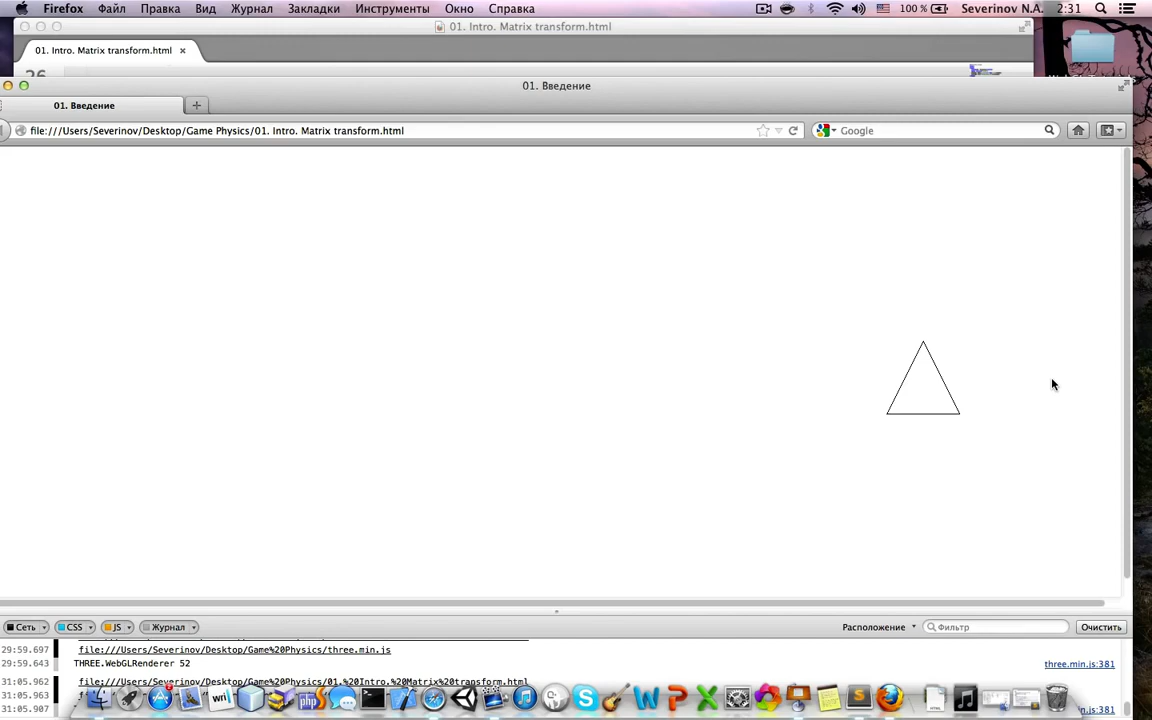 Firefox Файл Правка Вид Журнал Закладки Инструменты Окно Справка 100 % Severinov N.A. 2:31
01. Intro. Matrix transform.html
01. Intro. Matrix transform.html
26
01. Введение
01. Введение
file:///Users/Severinov/Desktop/Game Physics/01. Intro. Matrix transform.html Google
Сеть CSS JS Журнал Расположение Фильтр Очистить
29:59.697 file:///Users/Severinov/Desktop/Game%20Physics/three.min.js
29:59.643 THREE.WebGLRenderer 52 three.min.js:381
31:05.962 file:///Users/Severinov/Desktop/Game%20Physics/01.%20Intro.%20Matrix%20transform.html
31:05.963
31:05.907 n.js:381